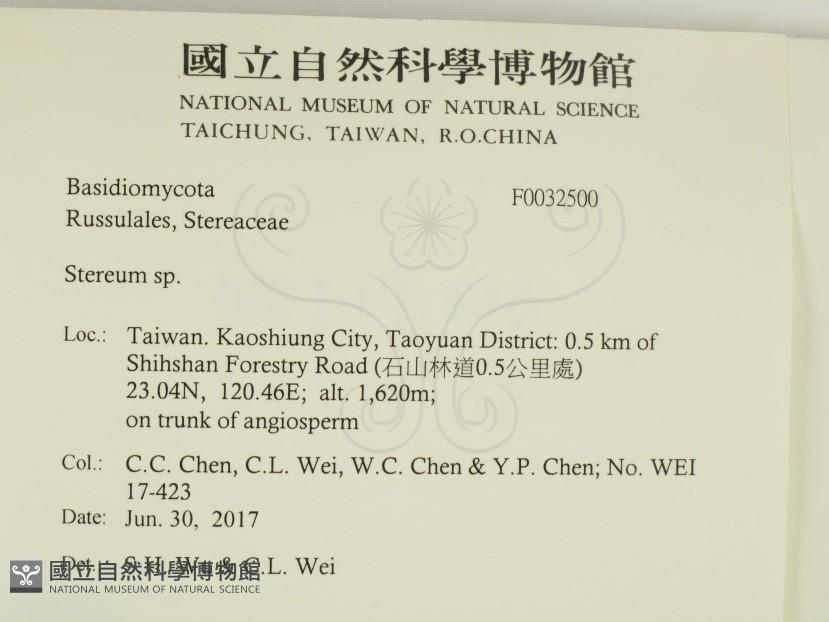 國立自然科學博物館
NATIONAL MUSEUM OF NATURAL SCIENCE
TAICHUNG, TAIWAN, R.O.CHINA
Basidiomycota F0032500
Russulales, Stereaceae
Stereum sp.
Loc.: Taiwan. Kaoshiung City, Taoyuan District: 0.5 km of
Shihshan Forestry Road (石山林道0.5公里處)
23.04N, 120.46E; alt. 1,620m;
on trunk of angiosperm
Col.: C.C. Chen, C.L. Wei, W.C. Chen & Y.P. Chen; No. WEI
17-423
Date: Jun. 30, 2017
Det.: S.H. Wu & C.L. Wei
國立自然科學博物館
NATIONAL MUSEUM OF NATURAL SCIENCE